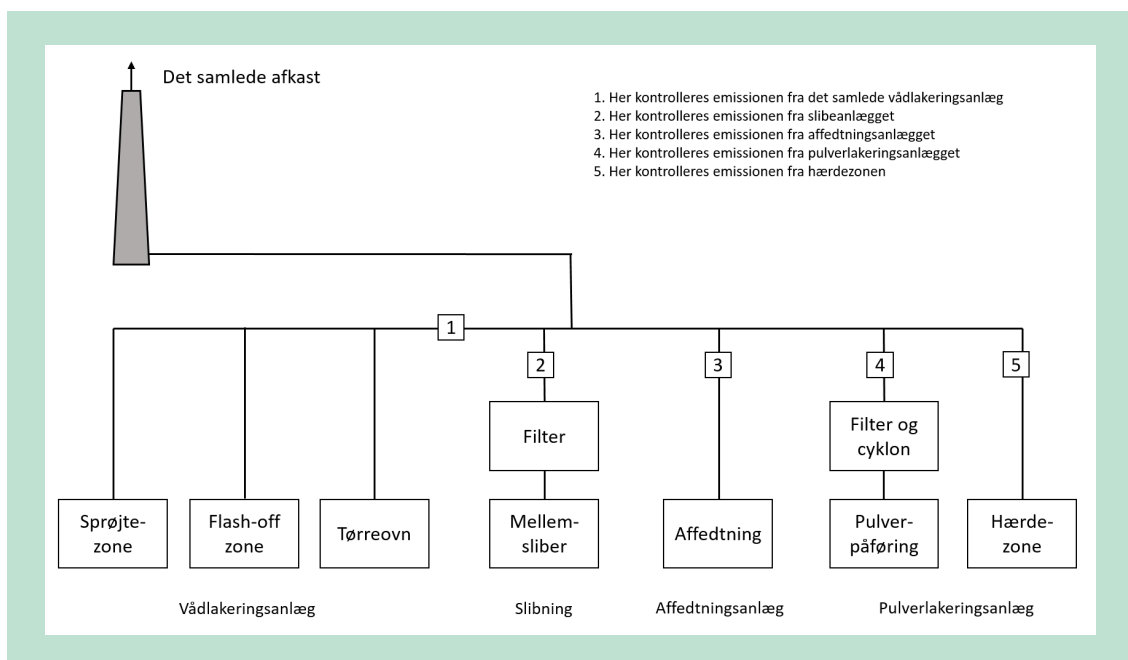 Det samlede afkast
1. Her kontrolleres emissionen fra det samlede vådlakeringsanlæg
2. Her kontrolleres emissionen fra slibeanlægget
3. Her kontrolleres emissionen fra affedtningsanlægget
4. Her kontrolleres emissionen fra pulverlakeringsanlægget
5. Her kontrolleres emissionen fra hærdezonen
1
2
3
4
5
Filter
Filter og
cyklon
Sprøjte-
zone
Flash-off
zone
Tørreovn
Mellem-
sliber
Affedtning
Pulver-
påføring
Hærde-
zone
Vådlakeringsanlæg
Slibning
Affedtningsanlæg
Pulverlakeringsanlæg